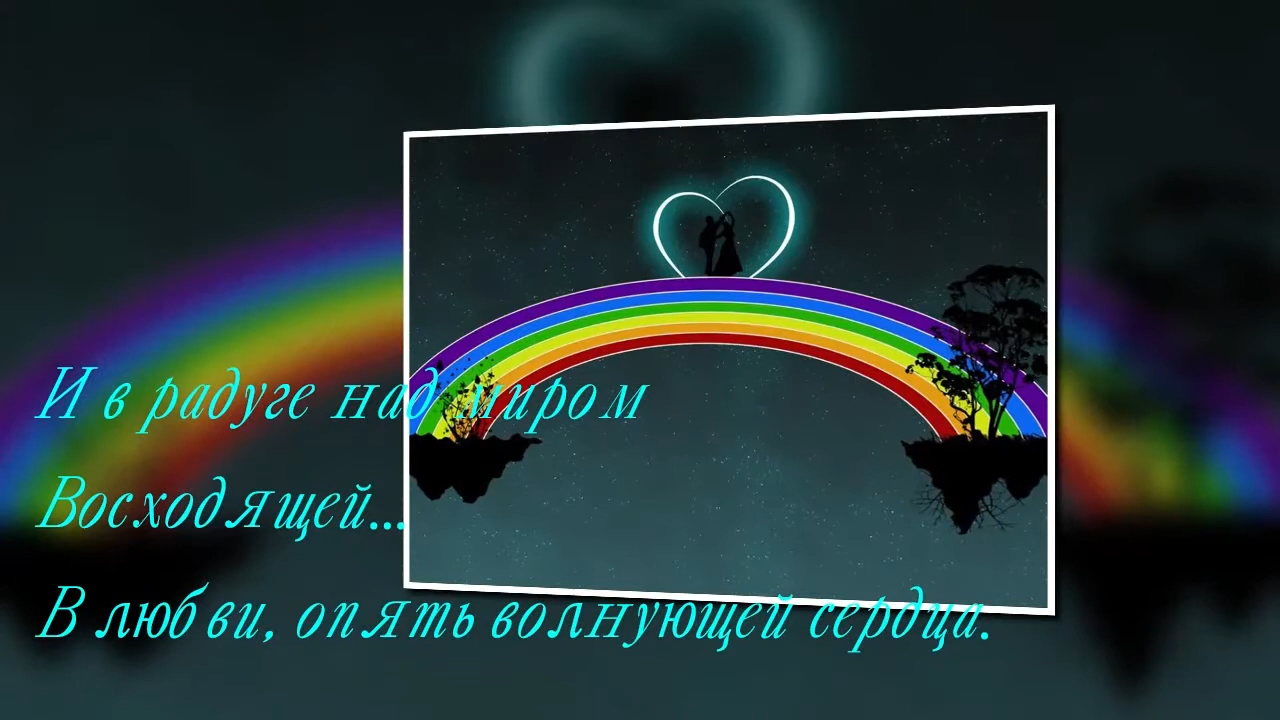 И в радуге над миром
Восходящей...
В любви, опять волнующей сердца.